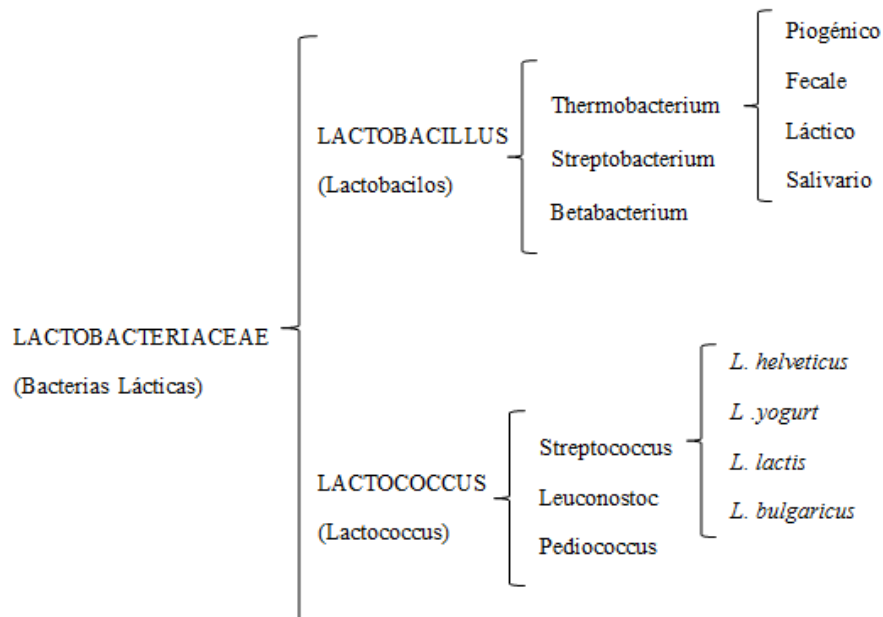 LACTOBACTERIACEAE
(Bacterias Lácticas)
LACTOBACILLUS
(Lactobacilos)
Thermobacterium
Piogénico
Fecale
Láctico
Salivario
Streptobacterium
Betabacterium
LACTOCOCCUS
(Lactococcus)
Streptococcus
L. helveticus
L .yogurt
L. lactis
L. bulgaricus
Leuconostoc
Pediococcus